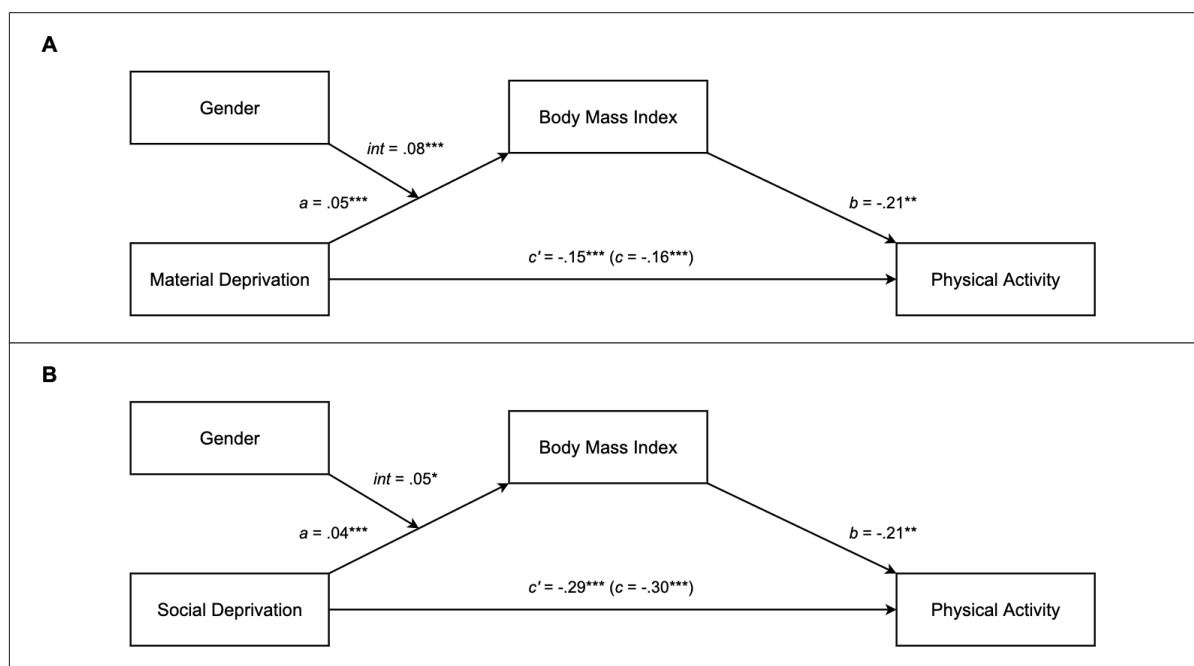 A
Gender
Body Mass Index
int = .08***
a = .05***
b = -.21**
c' = -.15*** (c = -.16***)
Material Deprivation
Physical Activity
B
Gender
Body Mass Index
int = .05*
a = .04***
b = -.21**
c' = -.29*** (c = -.30***)
Social Deprivation
Physical Activity